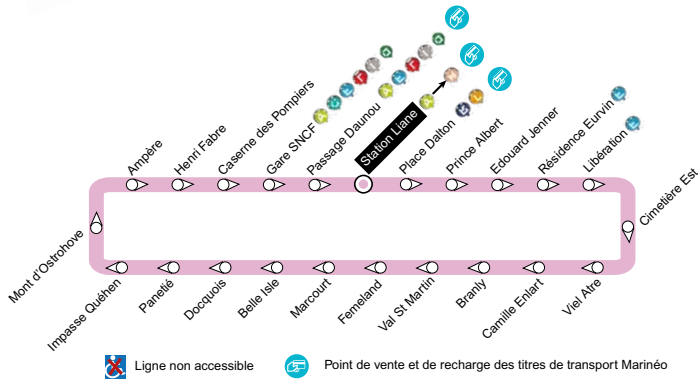 Ampère
Henri Fabre
Caserne des Pompiers
Gare SNCF
Passage Daunou
Station Liane
Place Dalton
Prince Albert
Edouard Jenner
Résidence Eurvin
Libération
Cimetière Est
Mont d'Ostrohove
Impasse Quéhen
Panetié
Docquois
Belle Isle
Marcourt
Femeland
Val St Martin
Branly
Camille Enlart
Viel Atre
Ligne non accessible
Point de vente et de recharge des titres de transport Marinéo